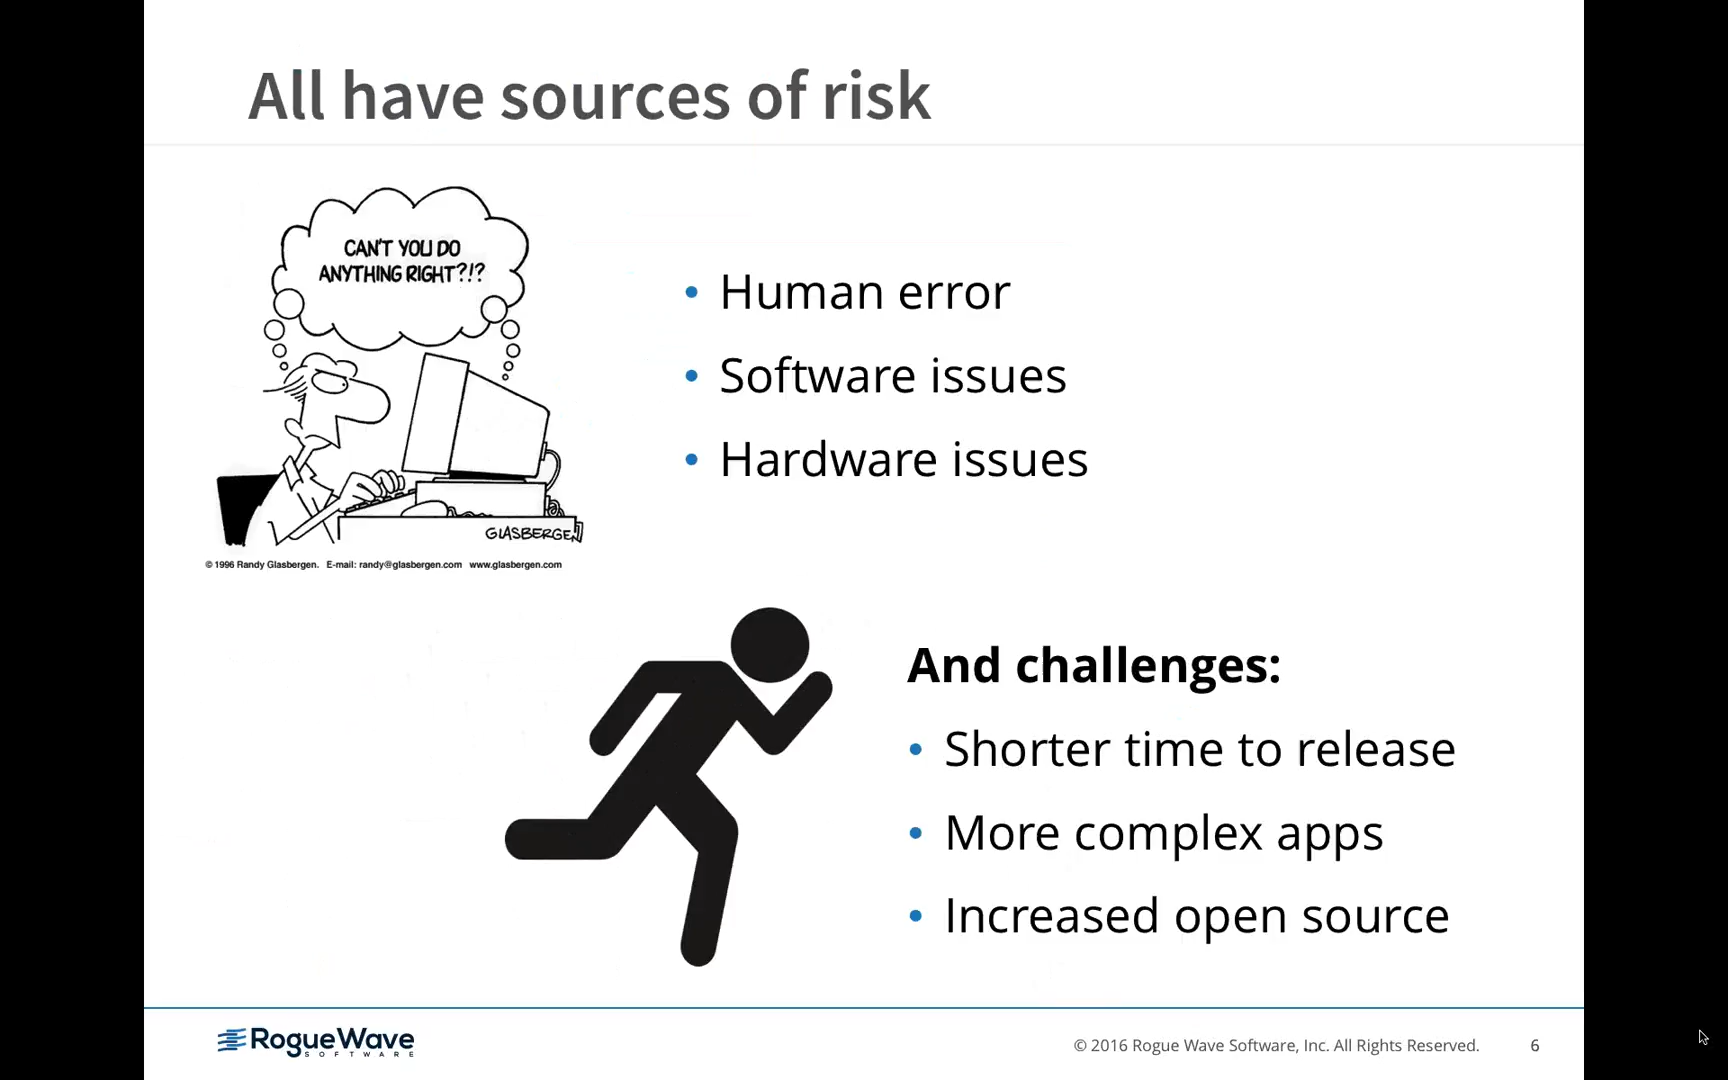 All have sources of risk
CAN'T YOU DO
ANYTHING RIGHT?!?
GLASBERGEN
© 1996 Randy Glasbergen. E-mail: randy@glasbergen.com www.glasbergen.com
• Human error
• Software issues
• Hardware issues
And challenges:
• Shorter time to release
• More complex apps
• Increased open source
RogueWave
SOFTWARE
© 2016 Rogue Wave Software, Inc. All Rights Reserved. 6